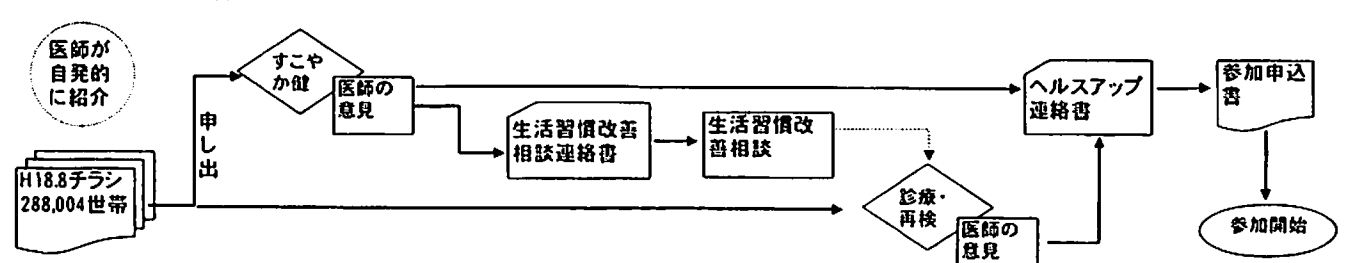 医師が
自発的
に紹介
すこや
か健
医師の
意見
申し出
H18.8チラシ
288,004世帯
生活習慣改善
相談連絡書
生活習慣改
善相談
診療・
再検
医師の
意見
ヘルスアップ
連絡書
参加申込
書
参加開始